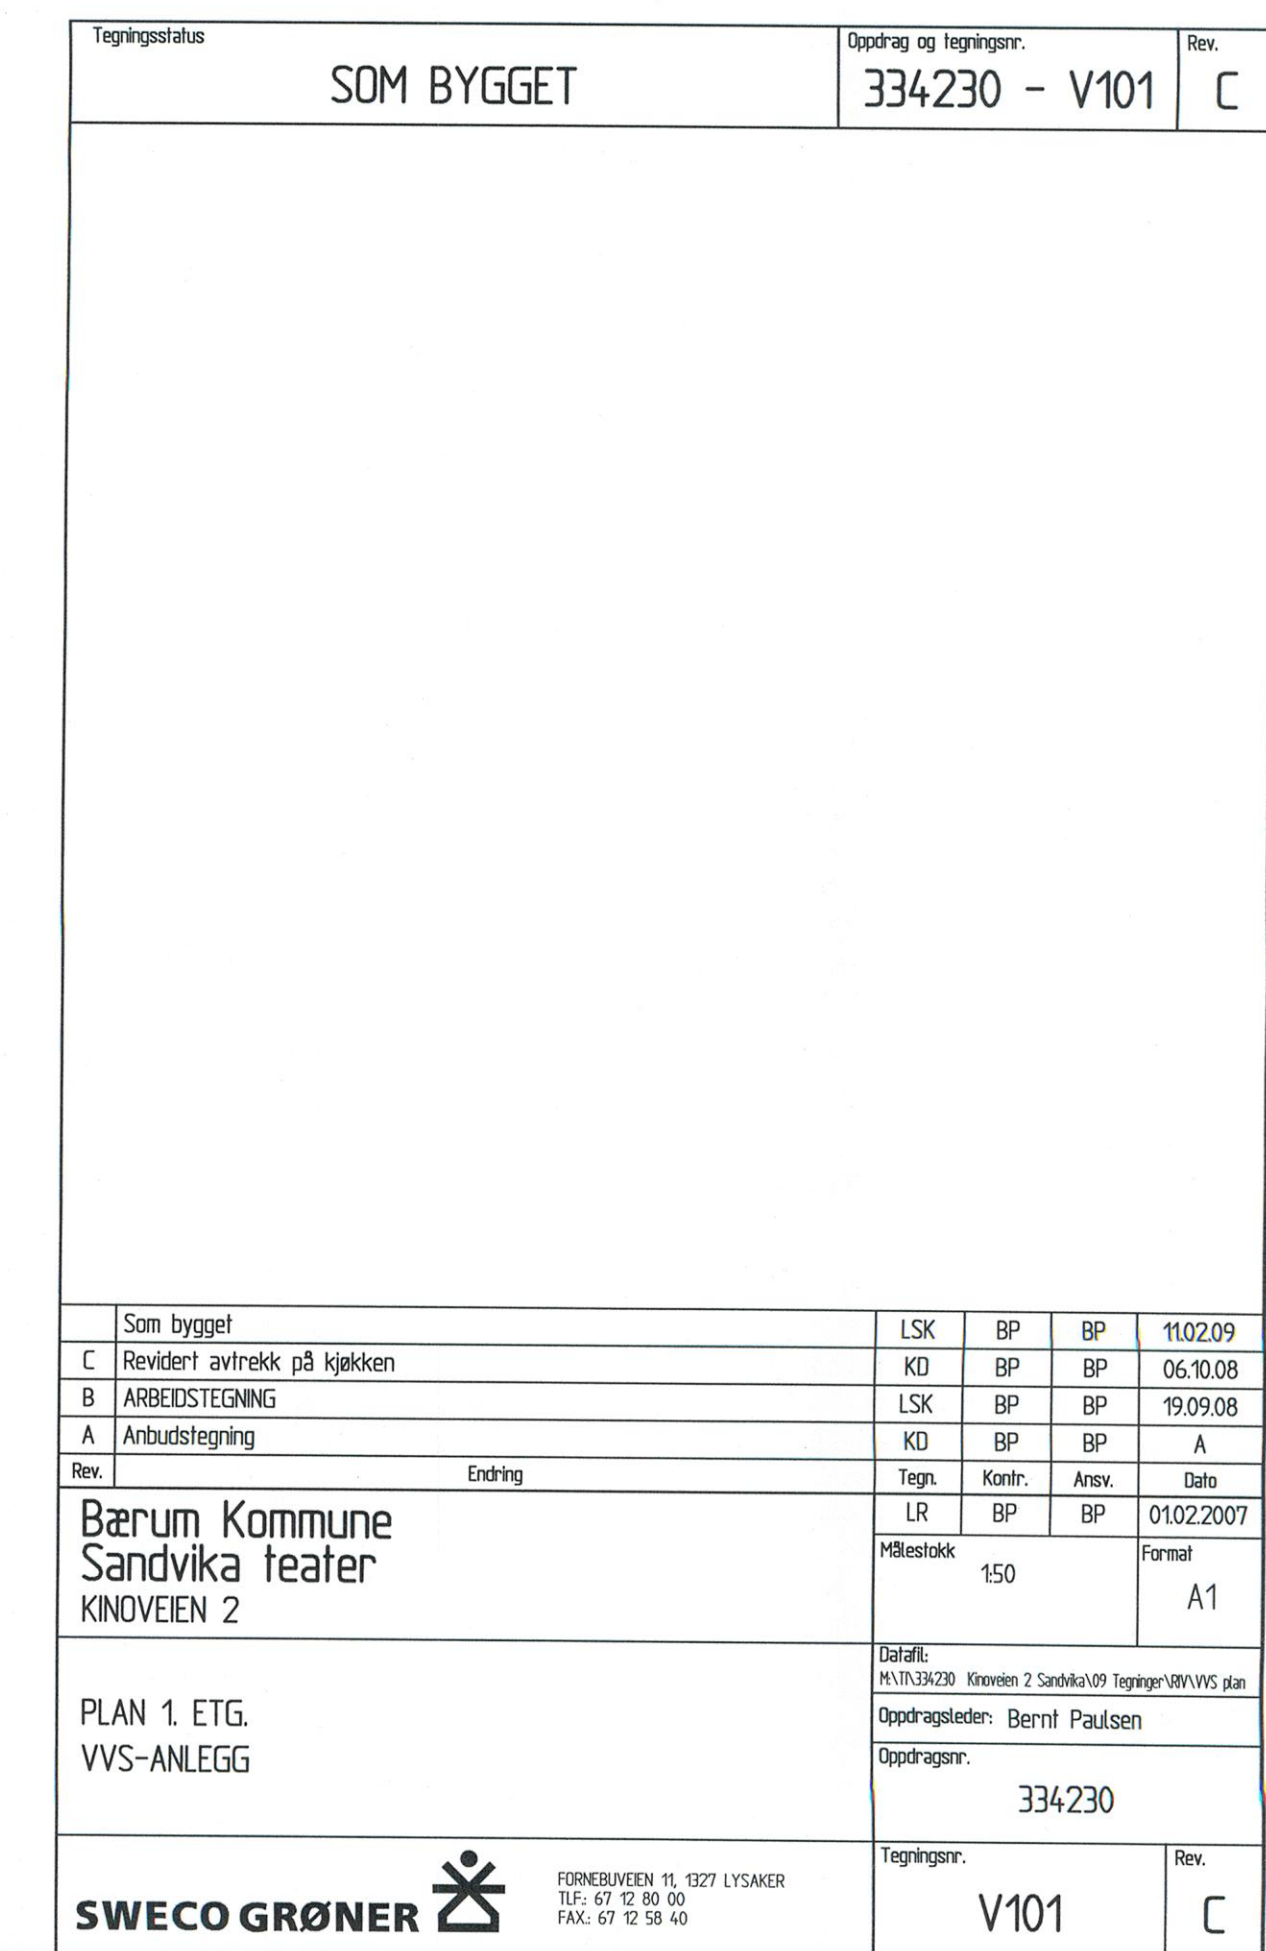 Tegningsstatus
SOM BYGGET
Oppdrag og tegningsnr.
334230 - V101
Rev.
C
Som bygget LSK BP BP 11.02.09
C Revidert avtrekk på kjøkken KD BP BP 06.10.08
B ARBEIDSTEGNING LSK BP BP 19.09.08
A Anbudstegning KD BP BP A
Rev. Endring Tegn. Kontr. Ansv. Dato
LR BP BP 01.02.2007
Bærum Kommune
Sandvika teater
KINOVEIEN 2
Målestokk
1:50
Format
A1
PLAN 1. ETG.
VVS-ANLEGG
Datafil:
M:\TI\334230 Kinoveien 2 Sandvika\09 Tegninger\RIV\VVS plan
Oppdragsleder: Bernt Paulsen
Oppdragsnr.
334230
SWECO GRØNER
FORNEBUVEIEN 11, 1327 LYSAKER
TLF.: 67 12 80 00
FAX.: 67 12 58 40
Tegningsnr.
V101
Rev.
C